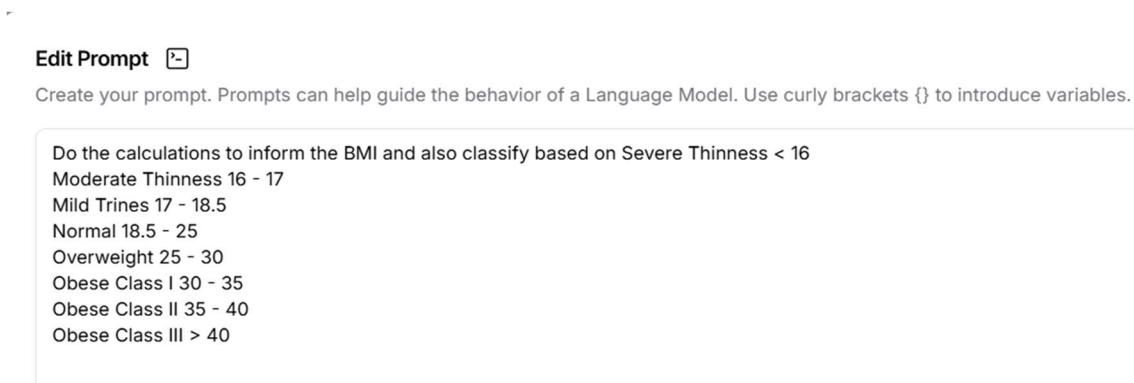 Edit Prompt
Create your prompt. Prompts can help guide the behavior of a Language Model. Use curly brackets {} to introduce variables.
Do the calculations to inform the BMI and also classify based on Severe Thinness < 16
Moderate Thinness 16 - 17
Mild Trines 17 - 18.5
Normal 18.5 - 25
Overweight 25 - 30
Obese Class I 30 - 35
Obese Class II 35 - 40
Obese Class III > 40